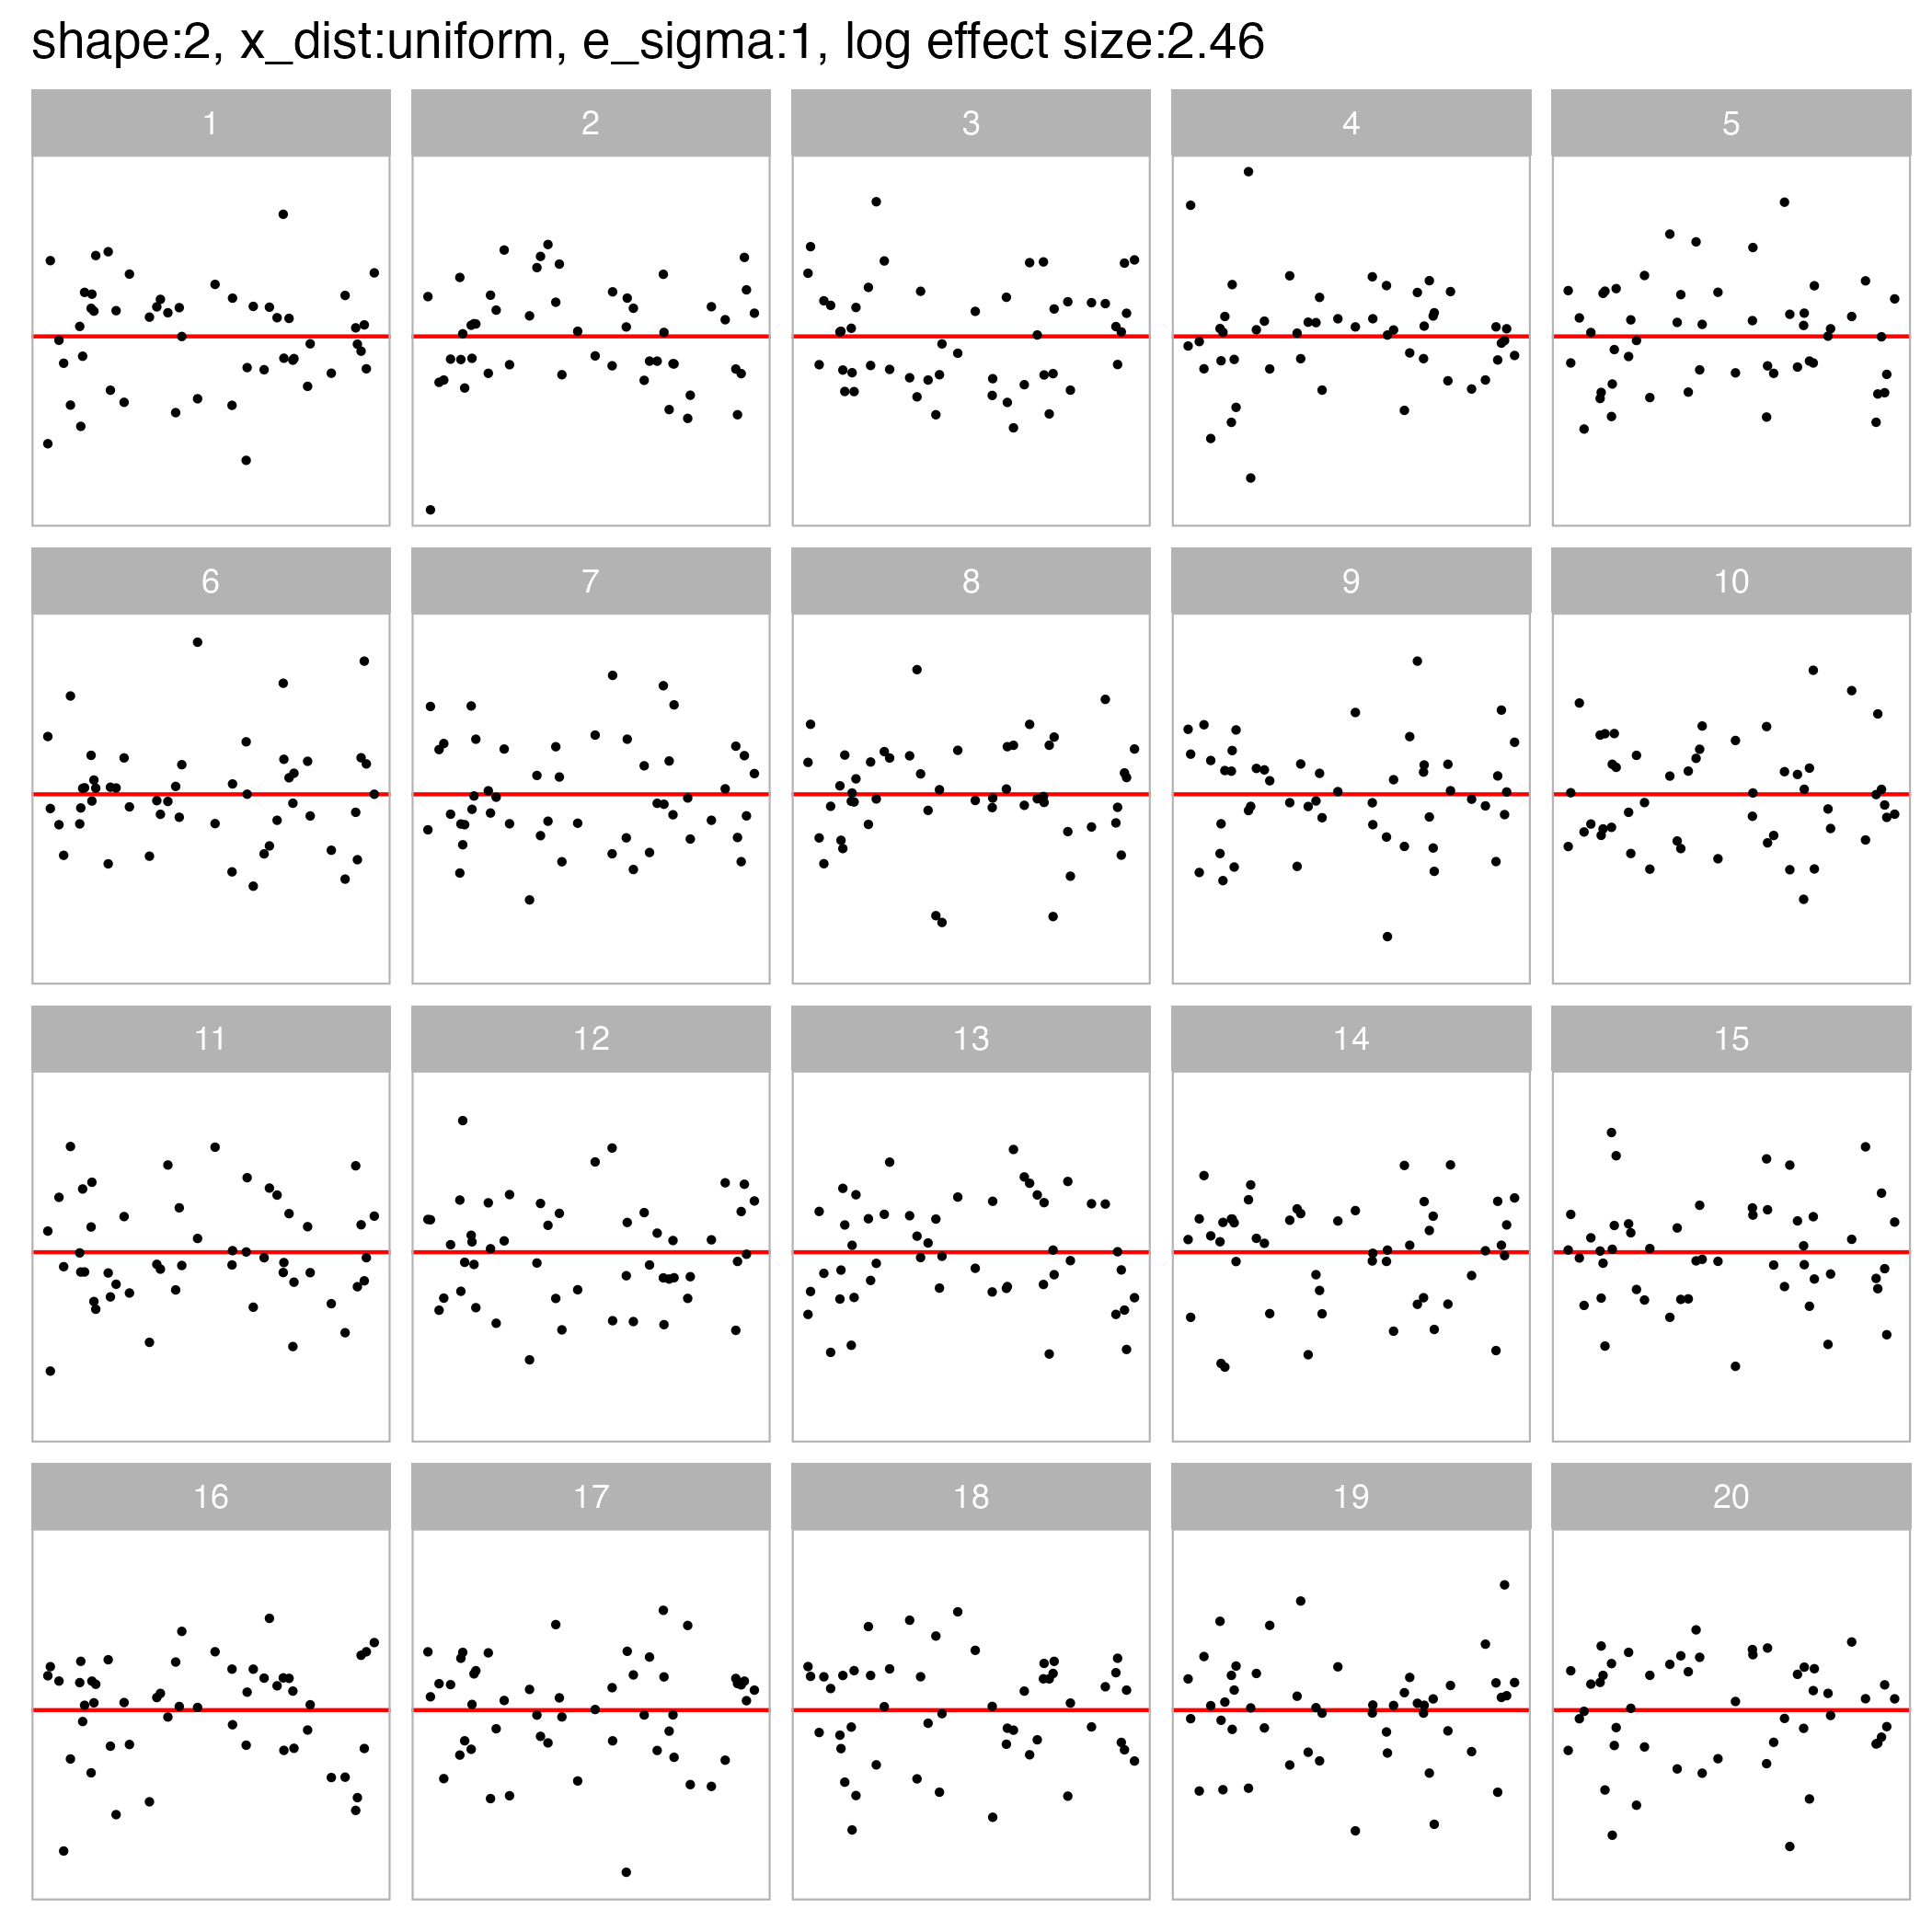 shape:2, x_dist:uniform, e_sigma:1, log effect size:2.46
1 2 3 4 5
6 7 8 9 10
11 12 13 14 15
16 17 18 19 20